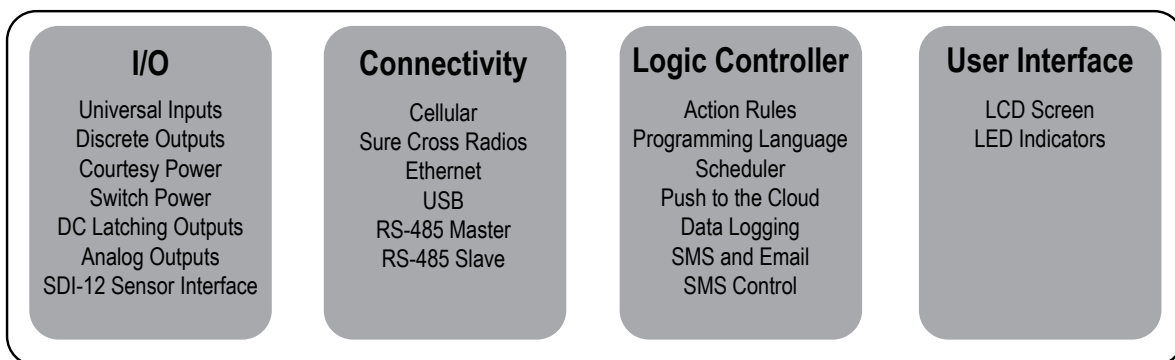 I/O
Universal Inputs
Discrete Outputs
Courtesy Power
Switch Power
DC Latching Outputs
Analog Outputs
SDI-12 Sensor Interface
Connectivity
Cellular
Sure Cross Radios
Ethernet
USB
RS-485 Master
RS-485 Slave
Logic Controller
Action Rules
Programming Language
Scheduler
Push to the Cloud
Data Logging
SMS and Email
SMS Control
User Interface
LCD Screen
LED Indicators